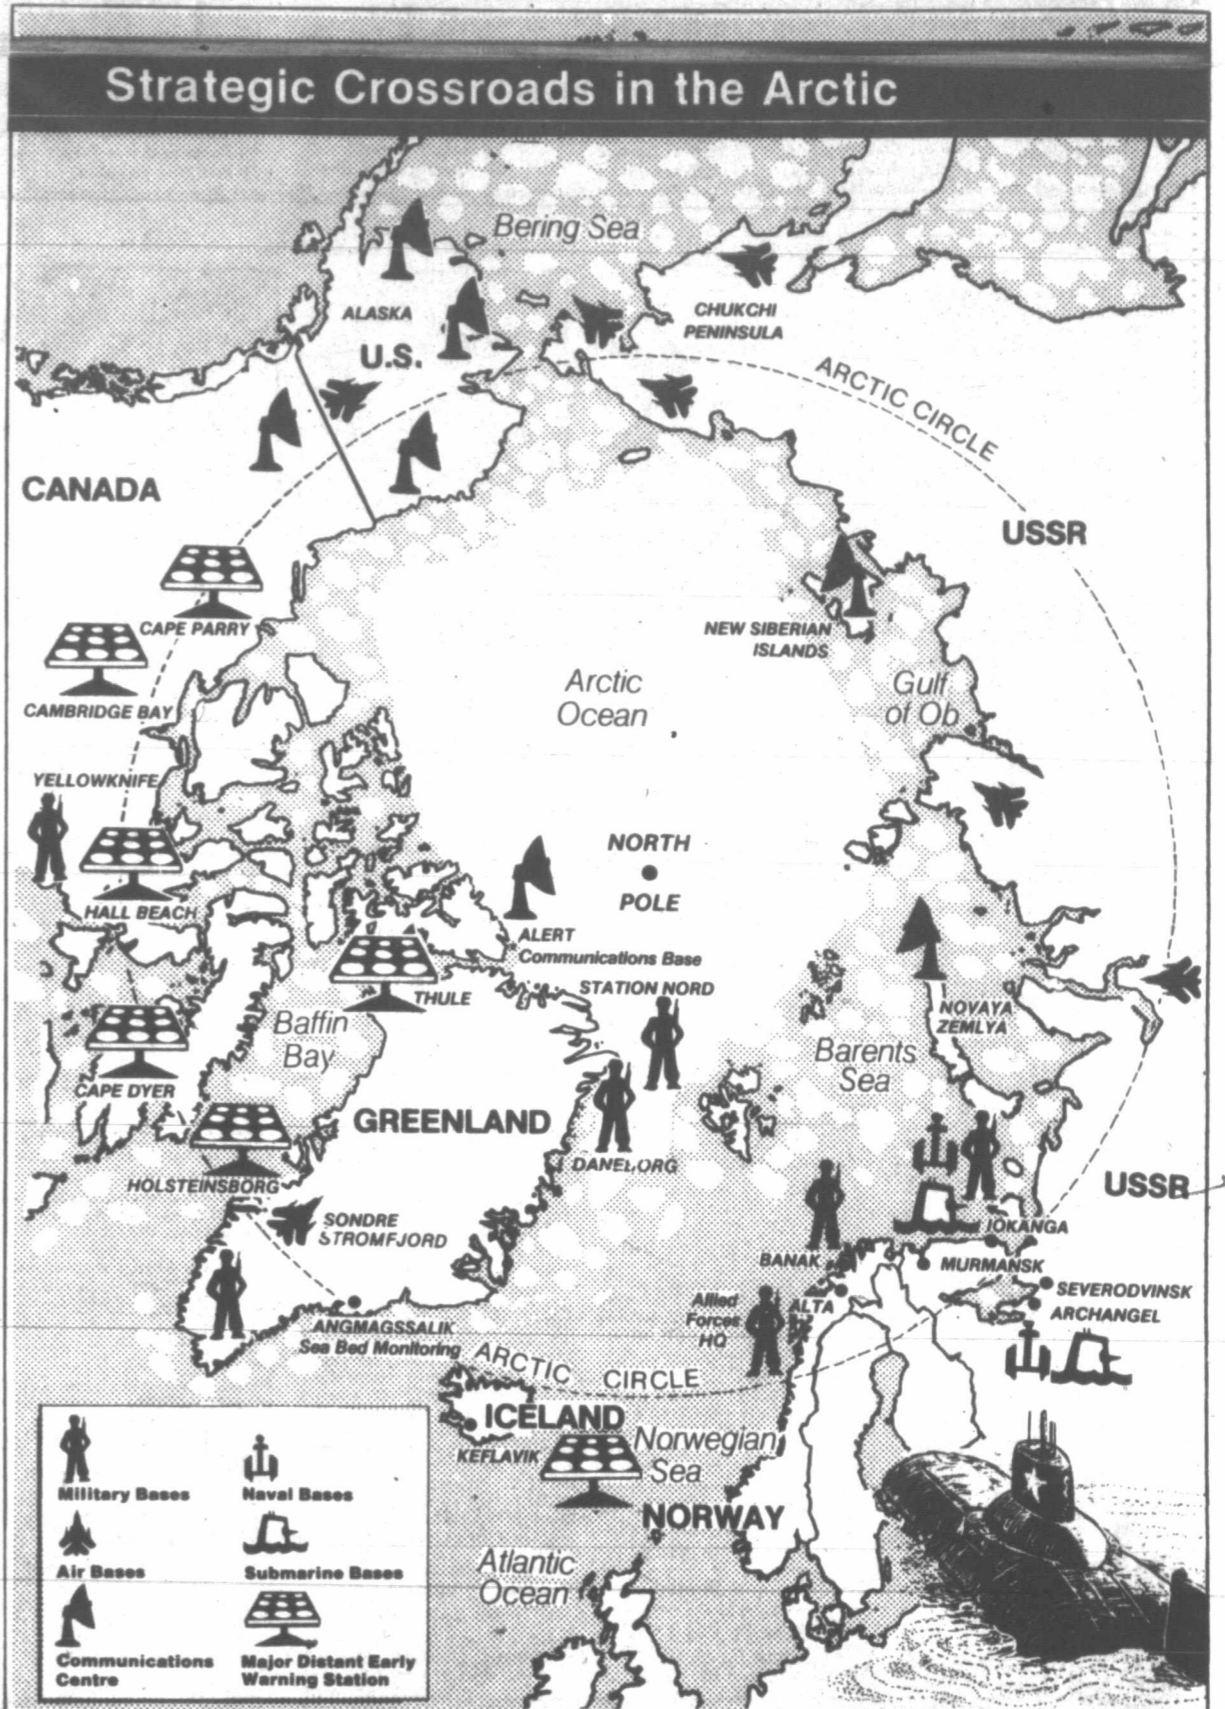 Strategic Crossroads in the Arctic
Bering Sea
ALASKA
U.S.
CHUKCHI
PENINSULA
ARCTIC CIRCLE
CANADA
USSR
CAPE PARRY
NEW SIBERIAN
ISLANDS
CAMBRIDGE BAY
Arctic
Ocean
Gulf
of Ob
YELLOWKNIFE
NORTH
POLE
HALL BEACH
ALERT
Communications Base
THULE
STATION NORD
NOVAYA
ZEMLYA
Baffin
Bay
Barents
Sea
CAPE DYER
GREENLAND
DANEBORG
HOLSTEINSBORG
USSR
SONDRE
STROMFJORD
IOKANGA
BANAK
MURMANSK
SEVERODVINSK
Allied
Forces
HQ
ALTA
ARCHANGEL
ANGMAGSSALIK
Sea Bed Monitoring
ARCTIC CIRCLE
ICELAND
KEFLAVIK
Norwegian
Sea
NORWAY
Atlantic
Ocean
Military Bases
Naval Bases
Air Bases
Submarine Bases
Communications
Centre
Major Distant Early
Warning Station